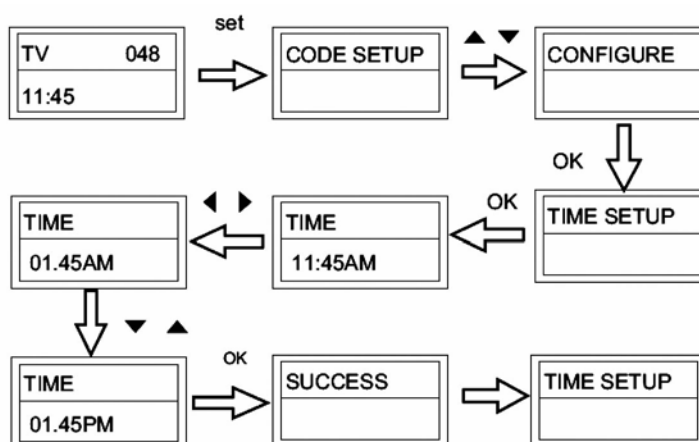 set
TV 048
11:45
CODE SETUP
▲ ▼
CONFIGURE
OK
TIME SETUP
OK
TIME
11:45AM
◀ ▶
TIME
01.45AM
▼ ▲
TIME
01.45PM
OK
SUCCESS
TIME SETUP